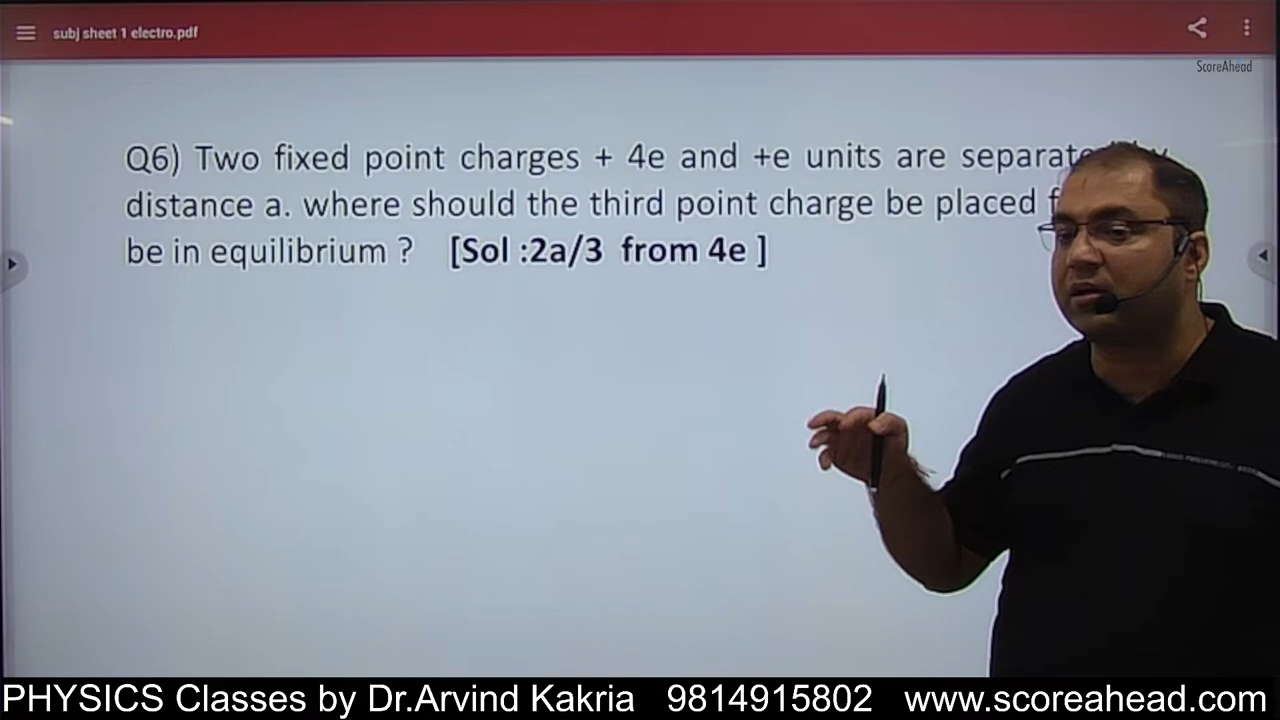 subj sheet 1 electro.pdf
ScoreAhead
Q6) Two fixed point charges + 4e and +e units are separated by
distance a. where should the third point charge be placed
be in equilibrium ? [Sol :2a/3 from 4e ]
PHYSICS Classes by Dr.Arvind Kakria 9814915802 www.scoreahead.com